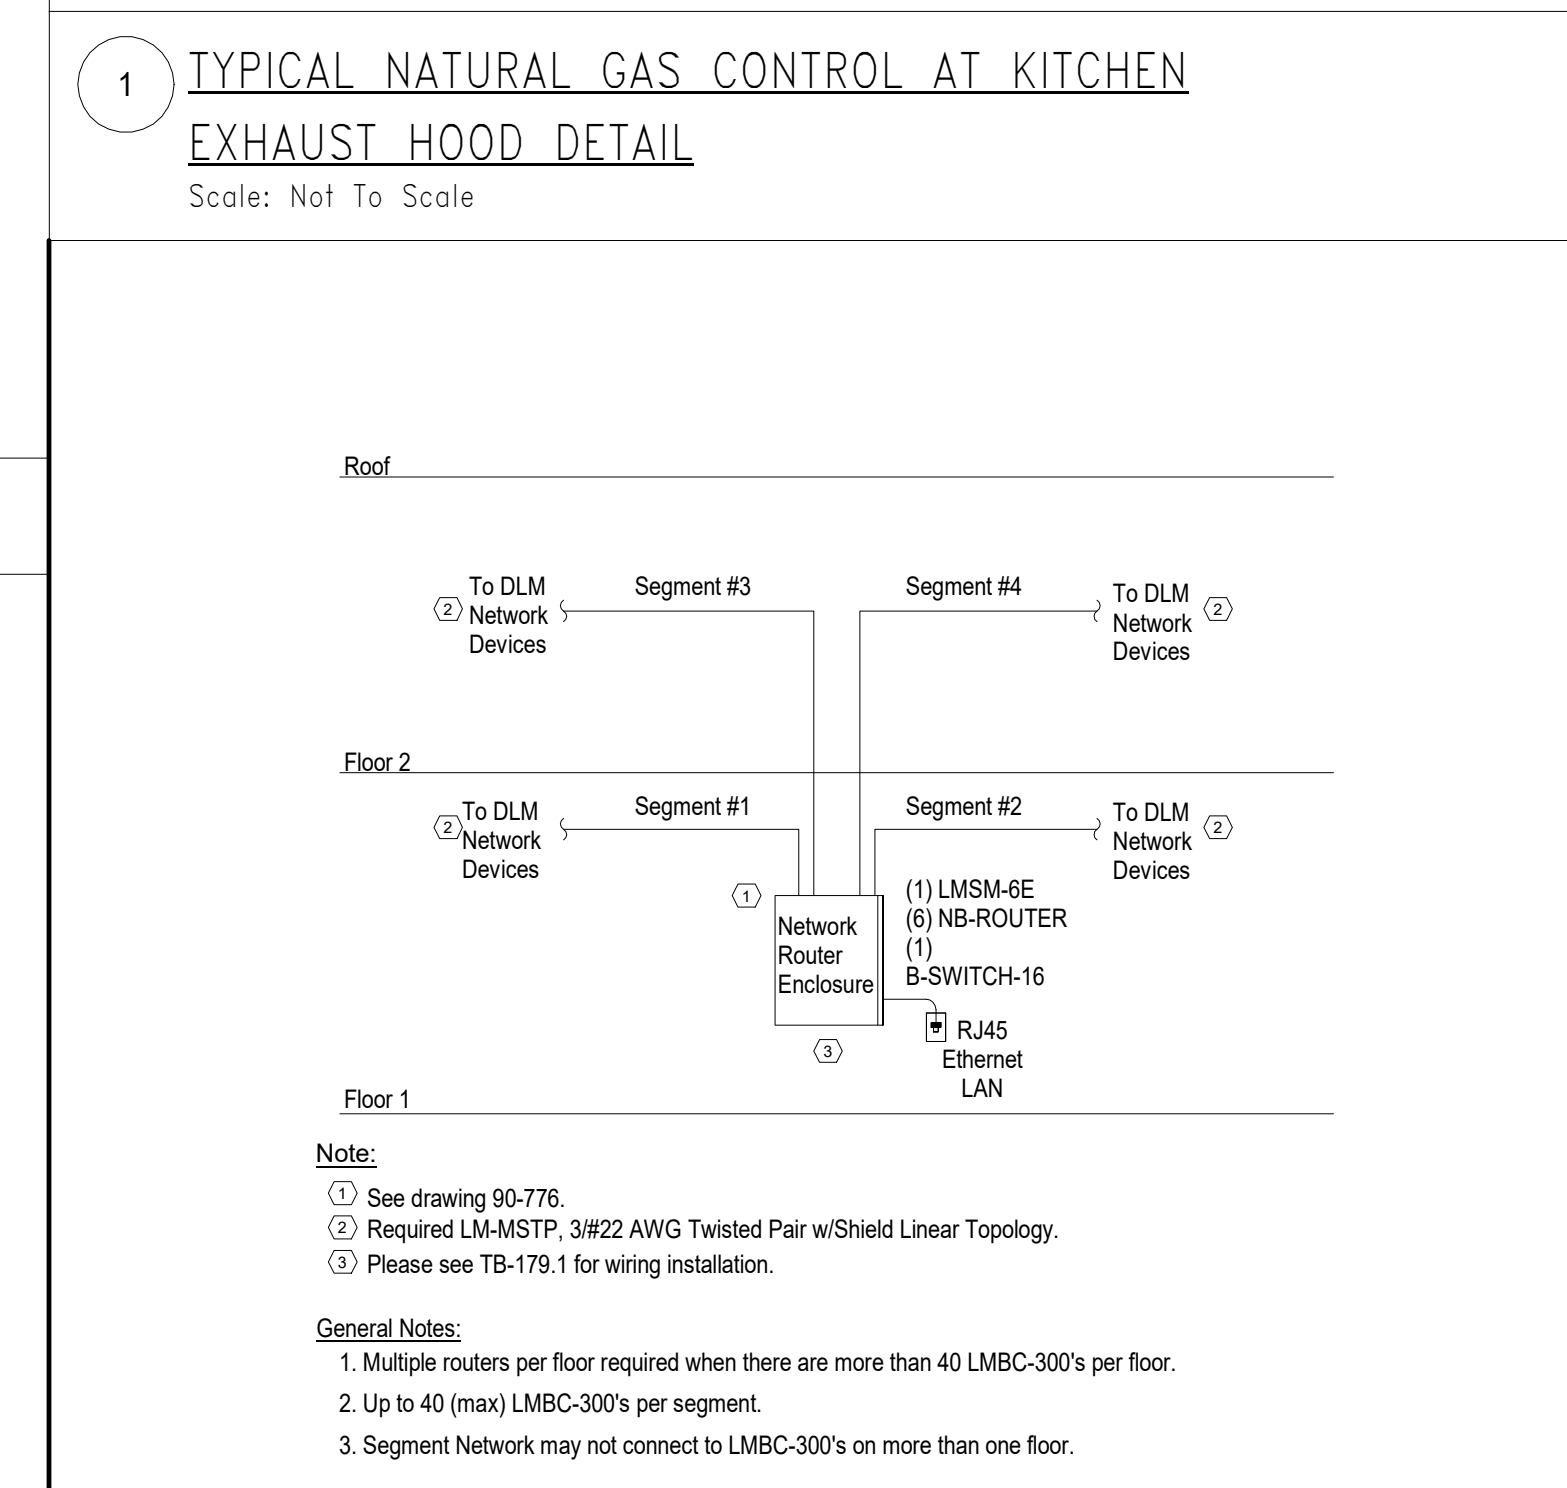 1
TYPICAL NATURAL GAS CONTROL AT KITCHEN
EXHAUST HOOD DETAIL
Scale: Not To Scale
Roof
2
To DLM
Network
Devices
Segment #3
Segment #4
To DLM
Network
Devices
2
Floor 2
2
To DLM
Network
Devices
Segment #1
Segment #2
To DLM
Network
Devices
2
1
Network
Router
Enclosure
(1) LMSM-6E
(6) NB-ROUTER
(1)
B-SWITCH-16
3
RJ45
Ethernet
LAN
Floor 1
Note:
1 See drawing 90-776.
2 Required LM-MSTP, 3/#22 AWG Twisted Pair w/Shield Linear Topology.
3 Please see TB-179.1 for wiring installation.
General Notes:
1. Multiple routers per floor required when there are more than 40 LMBC-300's per floor.
2. Up to 40 (max) LMBC-300's per segment.
3. Segment Network may not connect to LMBC-300's on more than one floor.